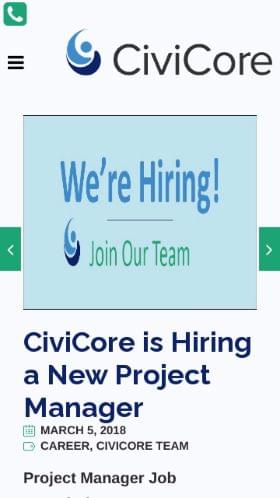 CiviCore
We're Hiring!
Join Our Team
CiviCore is Hiring
a New Project
Manager
MARCH 5, 2018
CAREER, CIVICORE TEAM
Project Manager Job